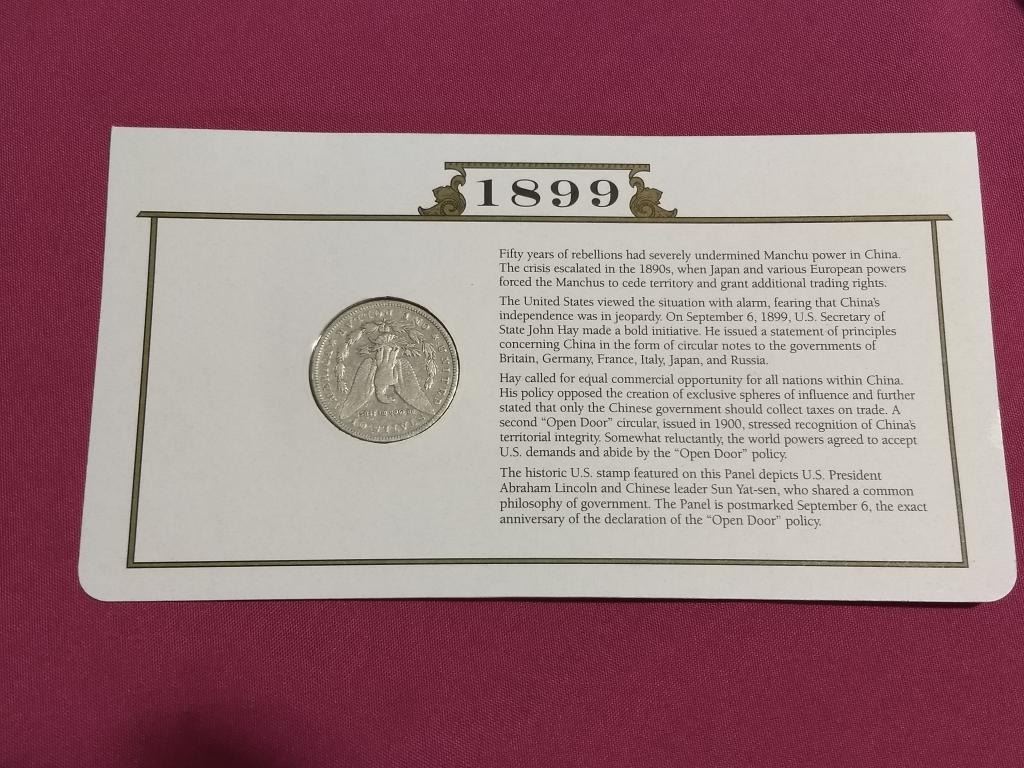 1899
Fifty years of rebellions had severely undermined Manchu power in China.
The crisis escalated in the 1890s, when Japan and various European powers
forced the Manchus to cede territory and grant additional trading rights.
The United States viewed the situation with alarm, fearing that China's
independence was in jeopardy. On September 6, 1899, U.S. Secretary of
State John Hay made a bold initiative. He issued a statement of principles
concerning China in the form of circular notes to the governments of
Britain, Germany, France, Italy, Japan, and Russia.
Hay called for equal commercial opportunity for all nations within China.
His policy opposed the creation of exclusive spheres of influence and further
stated that only the Chinese government should collect taxes on trade. A
second “Open Door” circular, issued in 1900, stressed recognition of China's
territorial integrity. Somewhat reluctantly, the world powers agreed to accept
U.S. demands and abide by the “Open Door” policy.
The historic U.S. stamp featured on this Panel depicts U.S. President
Abraham Lincoln and Chinese leader Sun Yat-sen, who shared a common
philosophy of government. The Panel is postmarked September 6, the exact
anniversary of the declaration of the “Open Door” policy.